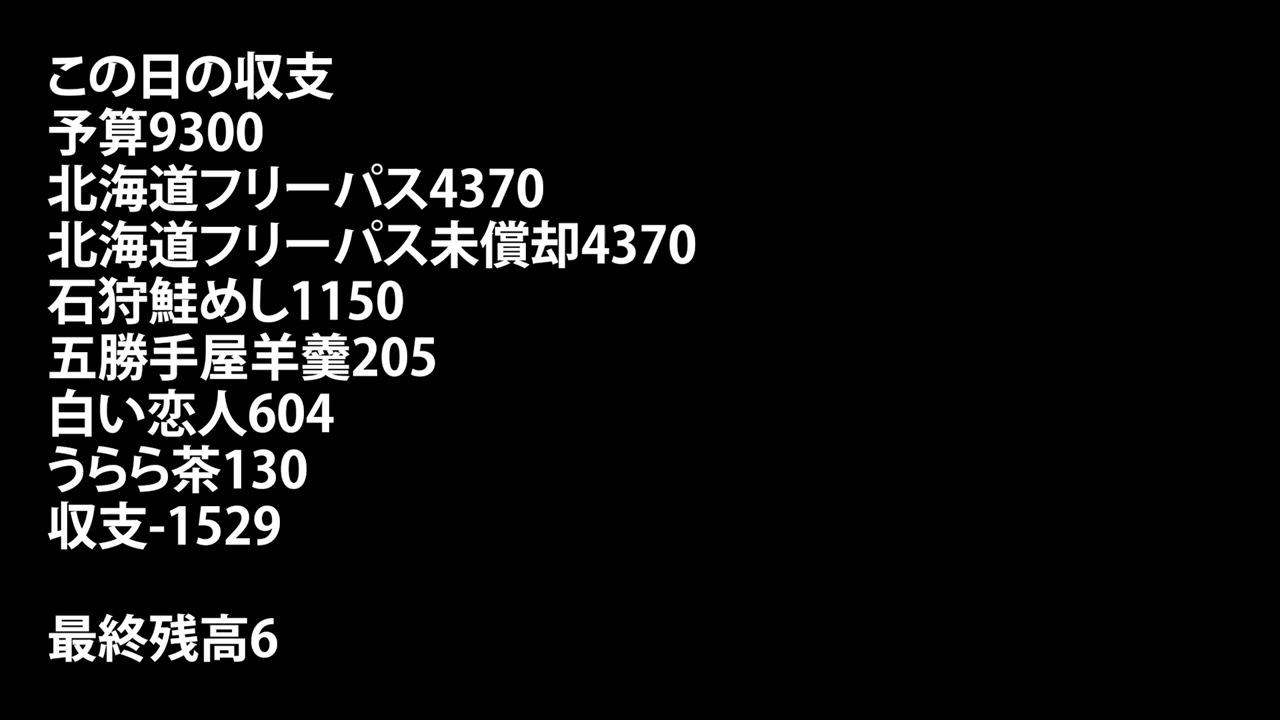 この日の収支
予算9300
北海道フリーパス4370
北海道フリーパス未償却4370
石狩鮭めし1150
五勝手屋羊羹205
白い恋人604
うらら茶130
収支-1529
最終残高6